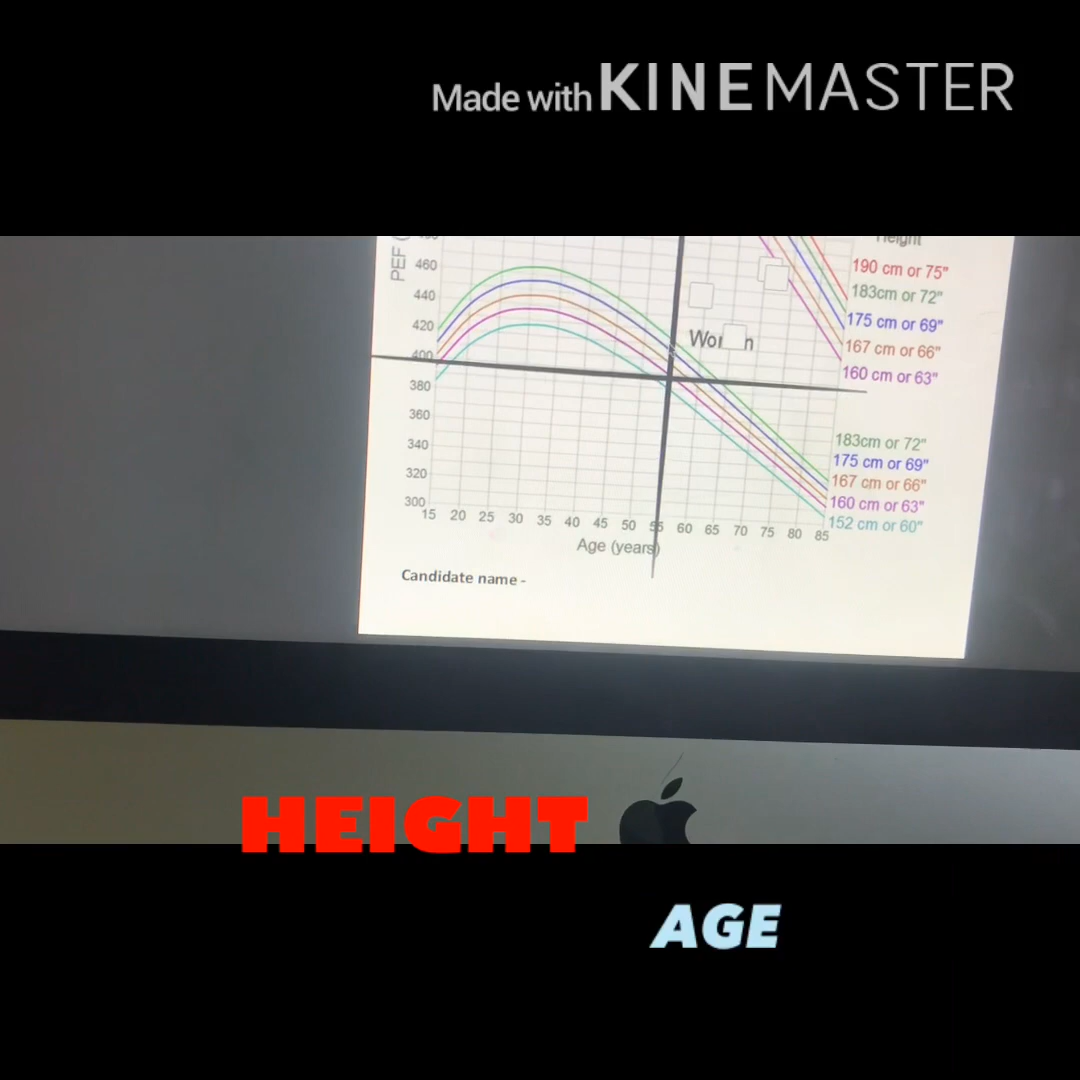 Made with KINEMASTER
Height
PEF (
460
440
420
400
380
360
340
320
300
190 cm or 75"
183cm or 72"
175 cm or 69"
167 cm or 66"
160 cm or 63"
183cm or 72"
175 cm or 69"
167 cm or 66"
160 cm or 63"
152 cm or 60"
15 20 25 30 35 40 45 50 55 60 65 70 75 80 85
Age (years)
Candidate name -
HEIGHT
AGE